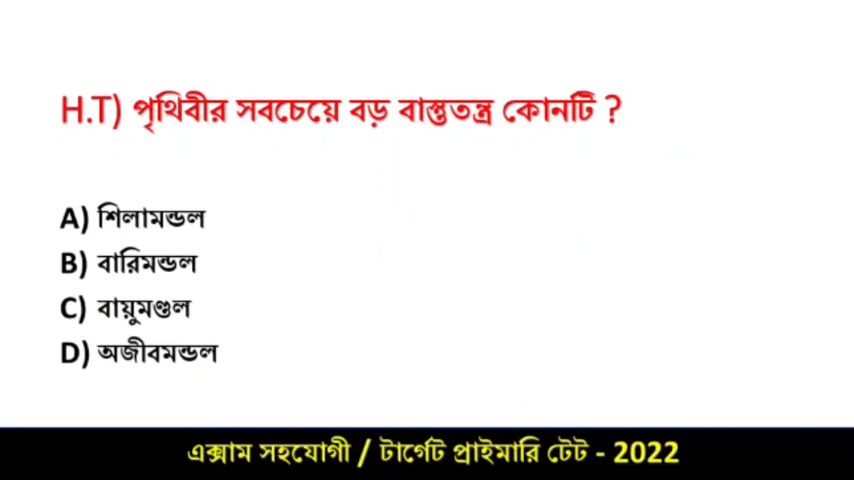 H.T) পৃথিবীর সবচেয়ে বড় বাস্তুতন্ত্র কোনটি ?
A) শিলামন্ডল
B) বারিমন্ডল
C) বায়ুমণ্ডল
D) অজীবমন্ডল
এক্সাম সহযোগী / টার্গেট প্রাইমারি টেট - 2022